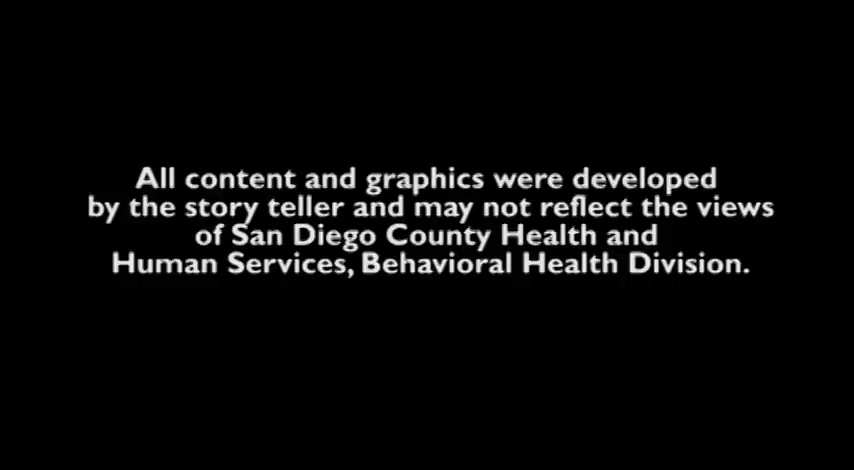 All content and graphics were developed
by the story teller and may not reflect the views
of San Diego County Health and
Human Services, Behavioral Health Division.